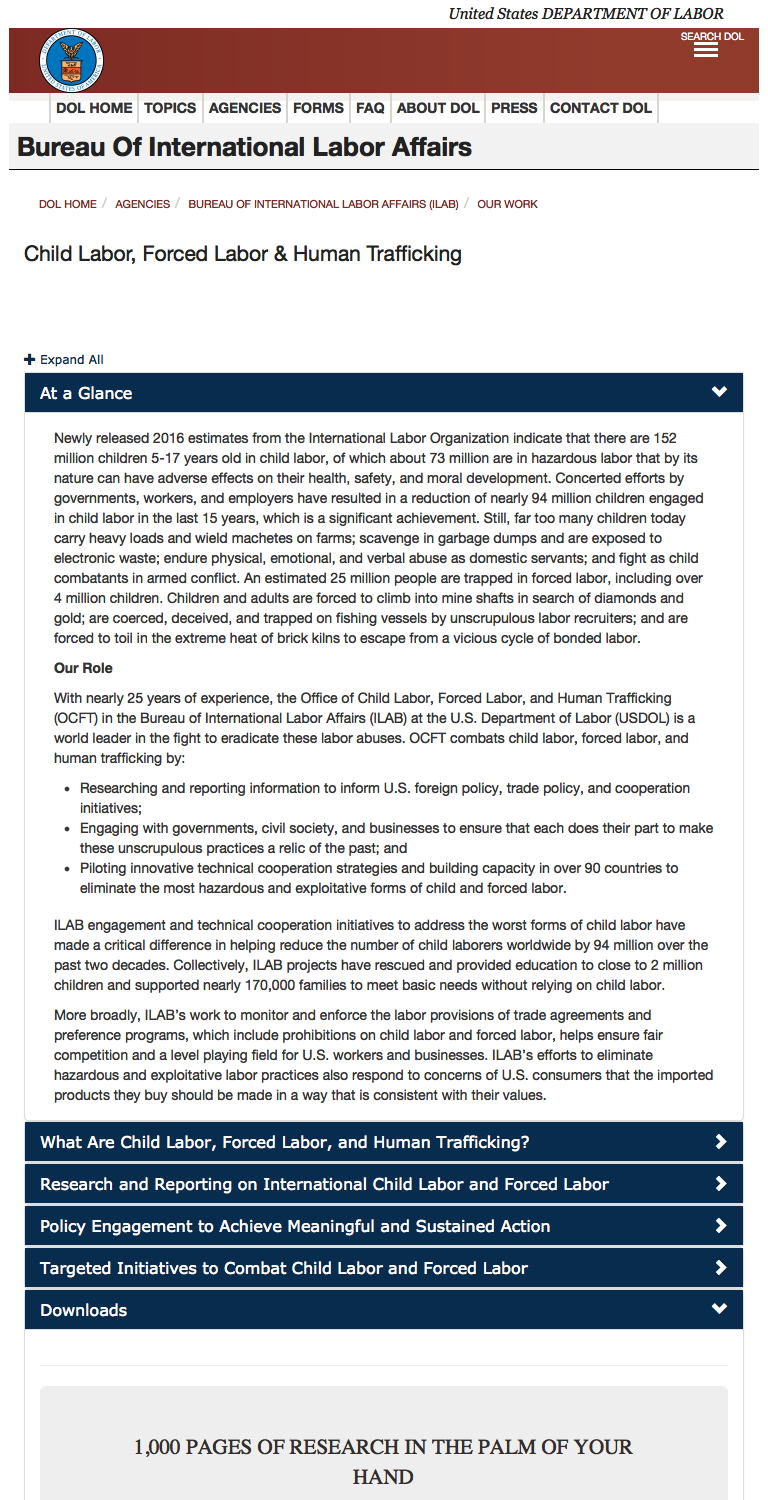 United States DEPARTMENT OF LABOR
SEARCH DOL
DOL HOME TOPICS AGENCIES FORMS FAQ ABOUT DOL PRESS CONTACT DOL
Bureau Of International Labor Affairs
DOL HOME / AGENCIES / BUREAU OF INTERNATIONAL LABOR AFFAIRS (ILAB) / OUR WORK
Child Labor, Forced Labor & Human Trafficking
Expand All
At a Glance
Newly released 2016 estimates from the International Labor Organization indicate that there are 152
million children 5-17 years old in child labor, of which about 73 million are in hazardous labor that by its
nature can have adverse effects on their health, safety, and moral development. Concerted efforts by
governments, workers, and employers have resulted in a reduction of nearly 94 million children engaged
in child labor in the last 15 years, which is a significant achievement. Still, far too many children today
carry heavy loads and wield machetes on farms; scavenge in garbage dumps and are exposed to
electronic waste; endure physical, emotional, and verbal abuse as domestic servants; and fight as child
combatants in armed conflict. An estimated 25 million people are trapped in forced labor, including over
4 million children. Children and adults are forced to climb into mine shafts in search of diamonds and
gold; are coerced, deceived, and trapped on fishing vessels by unscrupulous labor recruiters; and are
forced to toil in the extreme heat of brick kilns to escape from a vicious cycle of bonded labor.
Our Role
With nearly 25 years of experience, the Office of Child Labor, Forced Labor, and Human Trafficking
(OCFT) in the Bureau of International Labor Affairs (ILAB) at the U.S. Department of Labor (USDOL) is a
world leader in the fight to eradicate these labor abuses. OCFT combats child labor, forced labor, and
human trafficking by:
• Researching and reporting information to inform U.S. foreign policy, trade policy, and cooperation
initiatives;
• Engaging with governments, civil society, and businesses to ensure that each does their part to make
these unscrupulous practices a relic of the past; and
• Piloting innovative technical cooperation strategies and building capacity in over 90 countries to
eliminate the most hazardous and exploitative forms of child and forced labor.
ILAB engagement and technical cooperation initiatives to address the worst forms of child labor have
made a critical difference in helping reduce the number of child laborers worldwide by 94 million over the
past two decades. Collectively, ILAB projects have rescued and provided education to close to 2 million
children and supported nearly 170,000 families to meet basic needs without relying on child labor.
More broadly, ILAB's work to monitor and enforce the labor provisions of trade agreements and
preference programs, which include prohibitions on child labor and forced labor, helps ensure fair
competition and a level playing field for U.S. workers and businesses. ILAB's efforts to eliminate
hazardous and exploitative labor practices also respond to concerns of U.S. consumers that the imported
products they buy should be made in a way that is consistent with their values.
What Are Child Labor, Forced Labor, and Human Trafficking?
Research and Reporting on International Child Labor and Forced Labor
Policy Engagement to Achieve Meaningful and Sustained Action
Targeted Initiatives to Combat Child Labor and Forced Labor
Downloads
1,000 PAGES OF RESEARCH IN THE PALM OF YOUR
HAND